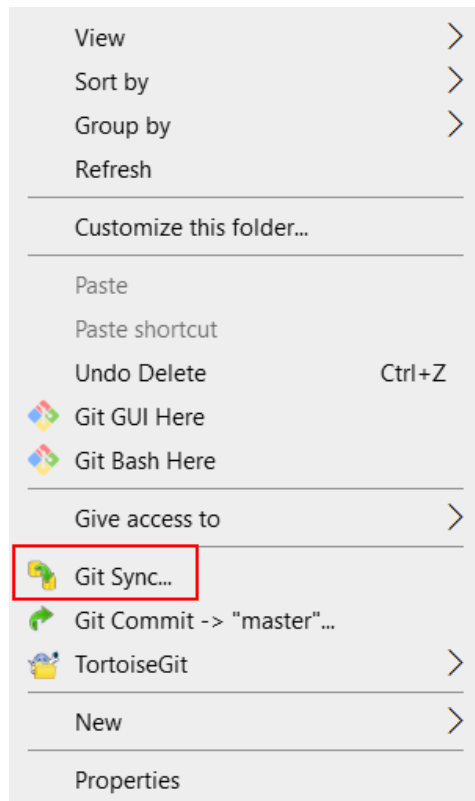 View
Sort by
Group by
Refresh
Customize this folder...
Paste
Paste shortcut
Undo Delete Ctrl+Z
Git GUI Here
Git Bash Here
Give access to
Git Sync...
Git Commit -> "master"...
TortoiseGit
New
Properties